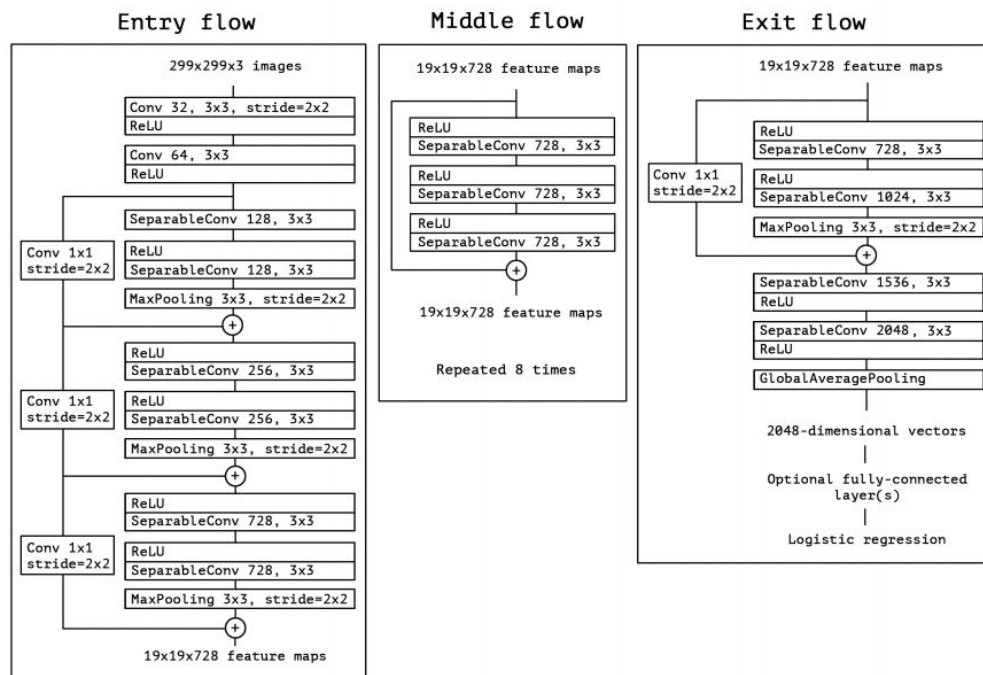 Entry flow
299x299x3 images
Conv 32, 3x3, stride=2x2
ReLU
Conv 64, 3x3
ReLU
SeparableConv 128, 3x3
Conv 1x1
stride=2x2
ReLU
SeparableConv 128, 3x3
MaxPooling 3x3, stride=2x2
+
ReLU
SeparableConv 256, 3x3
Conv 1x1
stride=2x2
ReLU
SeparableConv 256, 3x3
MaxPooling 3x3, stride=2x2
+
ReLU
SeparableConv 728, 3x3
Conv 1x1
stride=2x2
ReLU
SeparableConv 728, 3x3
MaxPooling 3x3, stride=2x2
+
19x19x728 feature maps
Middle flow
19x19x728 feature maps
ReLU
SeparableConv 728, 3x3
ReLU
SeparableConv 728, 3x3
ReLU
SeparableConv 728, 3x3
+
19x19x728 feature maps
Repeated 8 times
Exit flow
19x19x728 feature maps
ReLU
SeparableConv 728, 3x3
Conv 1x1
stride=2x2
ReLU
SeparableConv 1024, 3x3
MaxPooling 3x3, stride=2x2
+
SeparableConv 1536, 3x3
ReLU
SeparableConv 2048, 3x3
ReLU
GlobalAveragePooling
2048-dimensional vectors
Optional fully-connected
layer(s)
Logistic regression